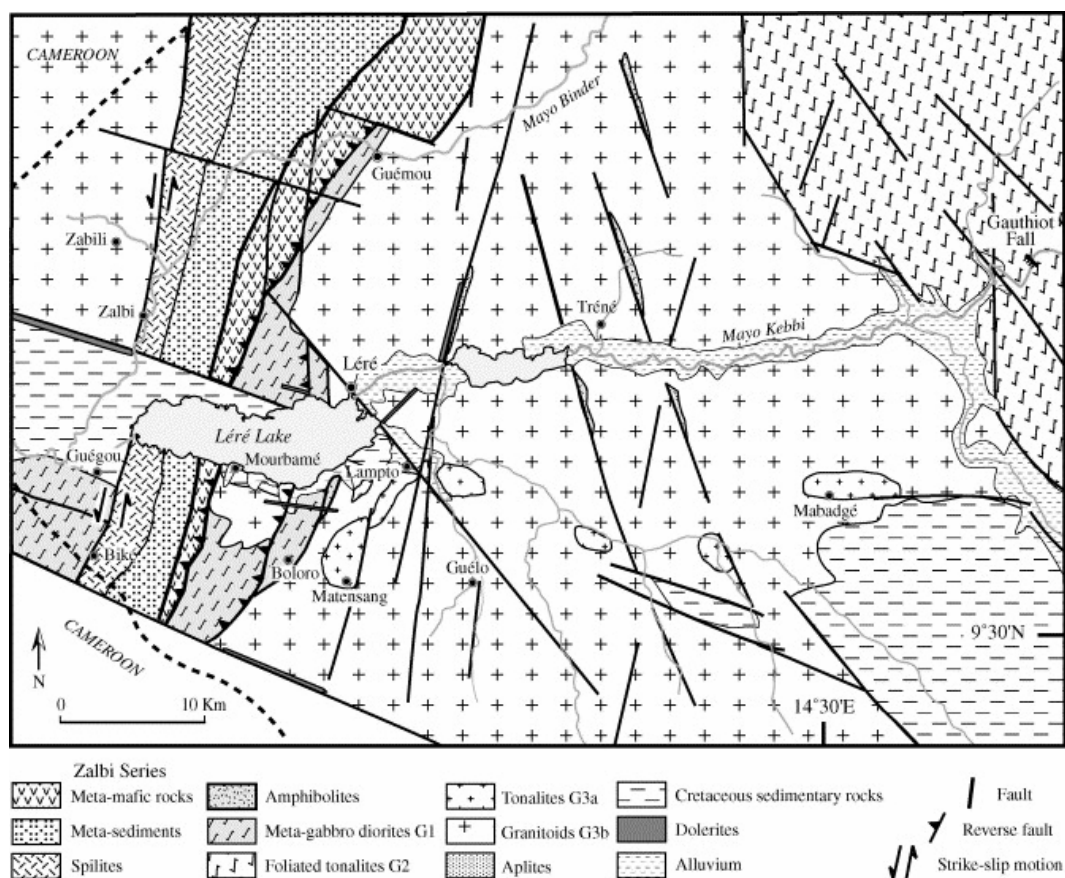 CAMEROON
Mayo Binder
Guémou
Zabili
Gauthiot
Fall
Zalbi
Tréné
Mayo Kebbi
Léré
Léré Lake
Guégou
Mourbamé
Lampto
Mabadgé
Biké
Boloro
Guélo
Matensang
CAMEROON
9°30'N
N
0 10 Km
14°30'E
Zalbi Series
Meta-mafic rocks
Amphibolites
Tonalites G3a
Cretaceous sedimentary rocks
Fault
Meta-sediments
Meta-gabbro diorites G1
Granitoids G3b
Dolerites
Reverse fault
Spilites
Foliated tonalites G2
Aplites
Alluvium
Strike-slip motion